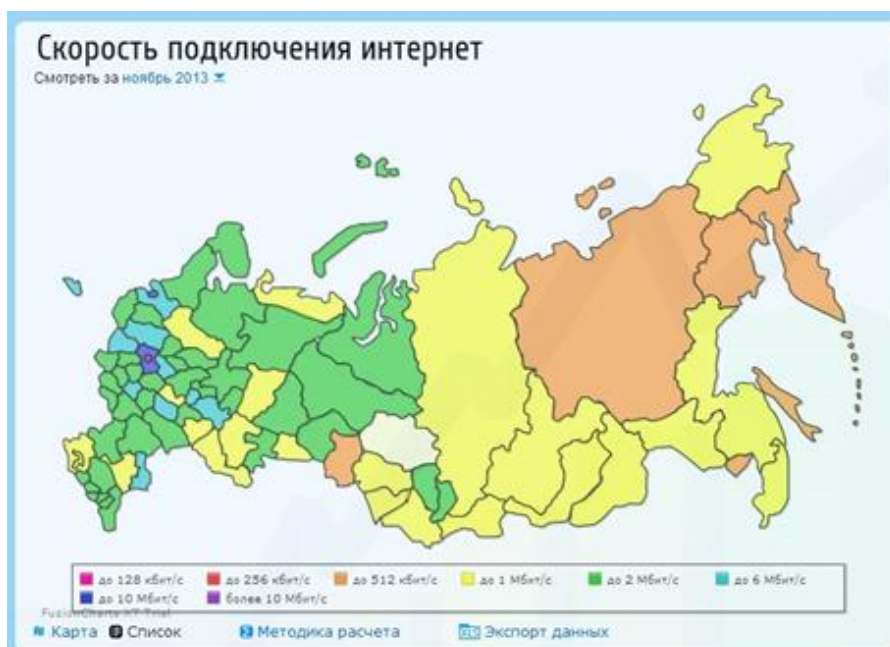 Скорость подключения интернет
Смотреть за ноябрь 2013
до 128 кбит/с до 256 кбит/с до 512 кбит/с до 1 Мбит/с до 2 Мбит/с до 6 Мбит/с
до 10 Мбит/с более 10 Мбит/с
FusionCharts XT Trial
Карта Список Методика расчета Экспорт данных